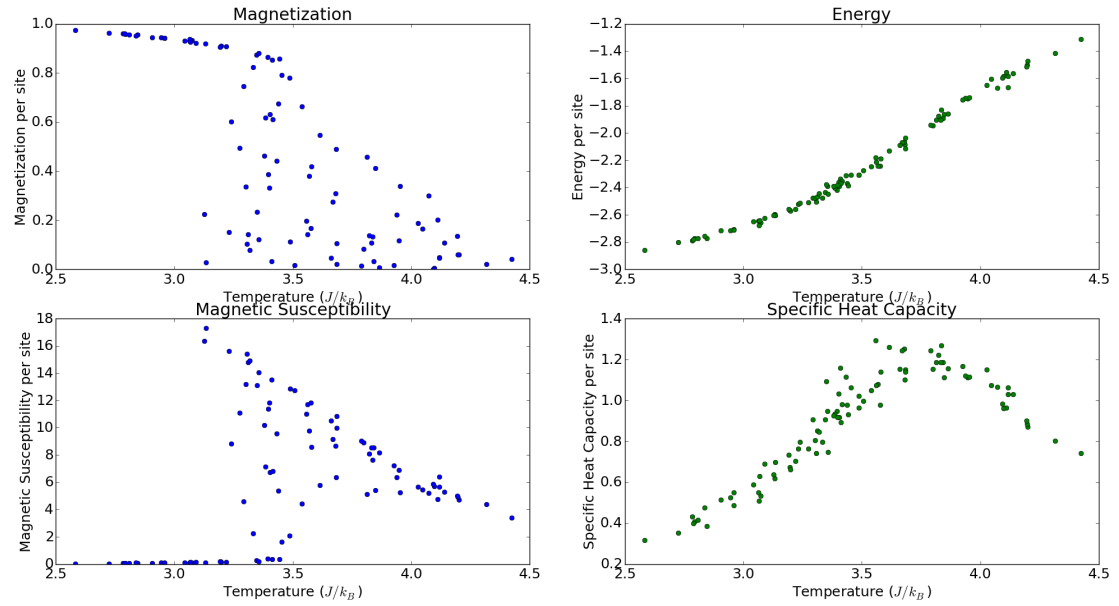 Magnetization
Magnetization per site
1.0
0.8
0.6
0.4
0.2
0.0
2.5 3.0 3.5 4.0 4.5
Temperature (J/k_B)
Energy
Energy per site
−1.2
−1.4
−1.6
−1.8
−2.0
−2.2
−2.4
−2.6
−2.8
−3.0
2.5 3.0 3.5 4.0 4.5
Temperature (J/k_B)
Magnetic Susceptibility
Magnetic Susceptibility per site
18
16
14
12
10
8
6
4
2
0
2.5 3.0 3.5 4.0 4.5
Temperature (J/k_B)
Specific Heat Capacity
Specific Heat Capacity per site
1.4
1.2
1.0
0.8
0.6
0.4
0.2
2.5 3.0 3.5 4.0 4.5
Temperature (J/k_B)